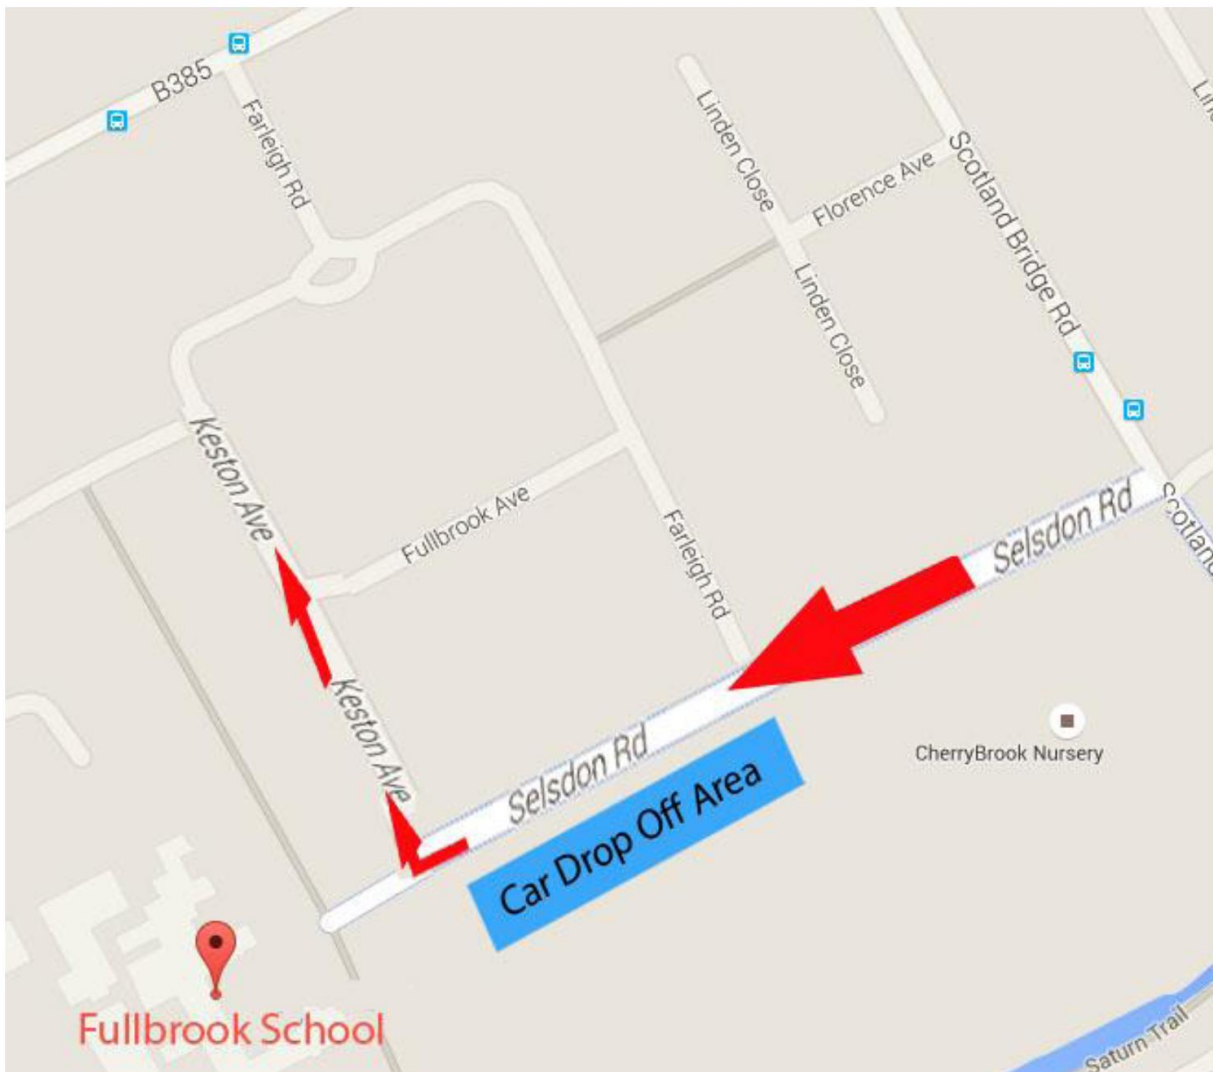 B385
Farleigh Rd
Linden Close
Florence Ave
Scotland Bridge Rd
Linden Close
Keston Ave
Fullbrook Ave
Farleigh Rd
Selsdon Rd
Keston Ave
Selsdon Rd
CherryBrook Nursery
Car Drop Off Area
Fullbrook School
Saturn Trail